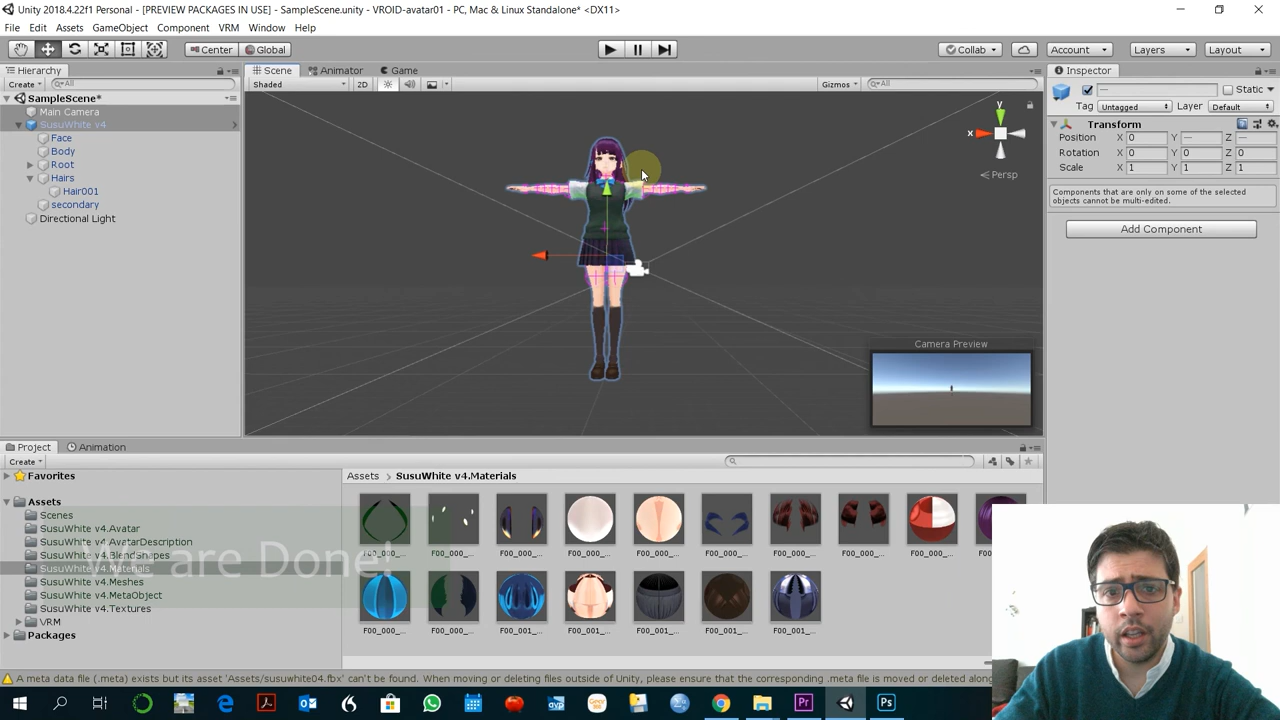 Unity 2018.4.22f1 Personal - [PREVIEW PACKAGES IN USE] - SampleScene.unity - VROID-avatar01 - PC, Mac & Linux Standalone* <DX11>
File Edit Assets GameObject Component VRM Window Help
Center Global Collab Account Layers Layout
Hierarchy Scene Animator Game Inspector
Create All Shaded 2D Gizmos All Static
SampleScene* Tag Untagged Layer Default
Main Camera
SusuWhite v4 Transform
Face Position X 0 Y — Z —
Body Rotation X 0 Y 0 Z 0
Root Scale X 1 Y 1 Z 1
Hairs
Hair001
secondary
Directional Light
y
x
Persp
Components that are only on some of the selected
objects cannot be multi-edited.
Add Component
Camera Preview
Project Animation
Create
Favorites Assets > SusuWhite v4.Materials
Assets
Scenes
SusuWhite v4.Avatar
SusuWhite v4.AvatarDescription
SusuWhite v4.BlendShapes
SusuWhite v4.Materials
SusuWhite v4.Meshes
SusuWhite v4.MetaObject
SusuWhite v4.Textures
VRM
Packages
We are Done!
F00_000_... F00_000_... F00_000_... F00_000_... F00_000_... F00_000_... F00_000_... F00_000_... F00_000_...
F00_000_... F00_000_... F00_001_... F00_001_... F00_001_... F00_001_... F00_001_...
A meta data file (.meta) exists but its asset 'Assets/susuwhite04.fbx' can't be found. When moving or deleting files outside of Unity, please ensure that the corresponding .meta file is moved or deleted along
Pr
Ps